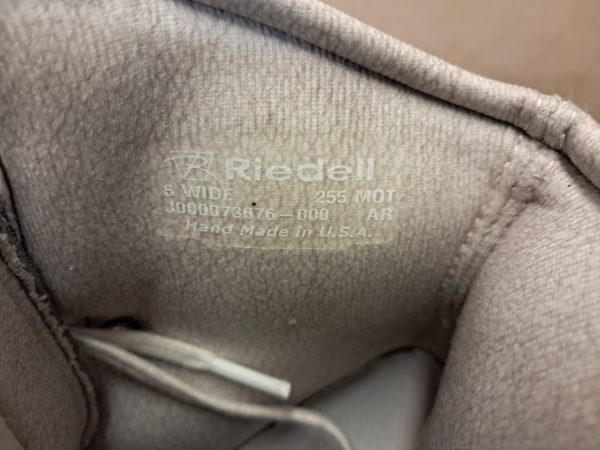 Riedell
6 WIDE 255 MOT
J000073676-000 AR
Hand Made in U.S.A.